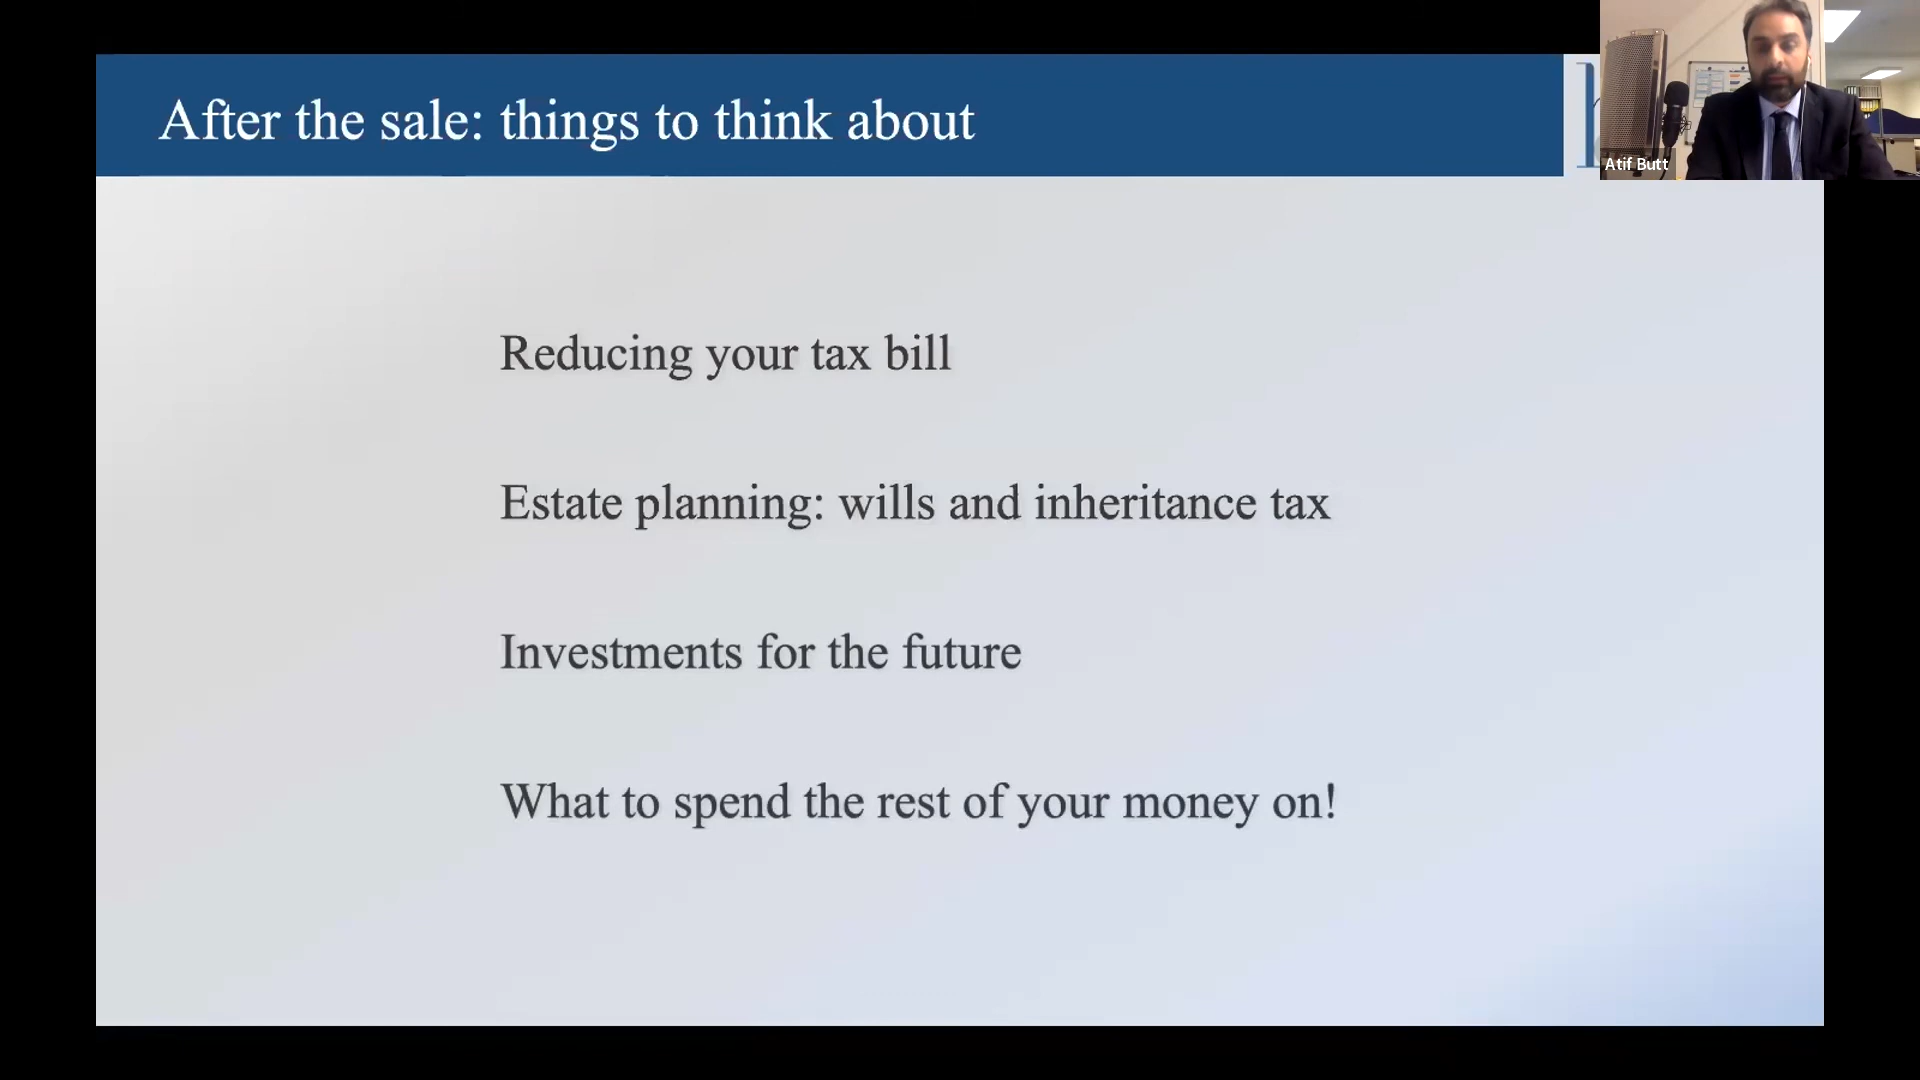 After the sale: things to think about
Atif Butt
Reducing your tax bill
Estate planning: wills and inheritance tax
Investments for the future
What to spend the rest of your money on!